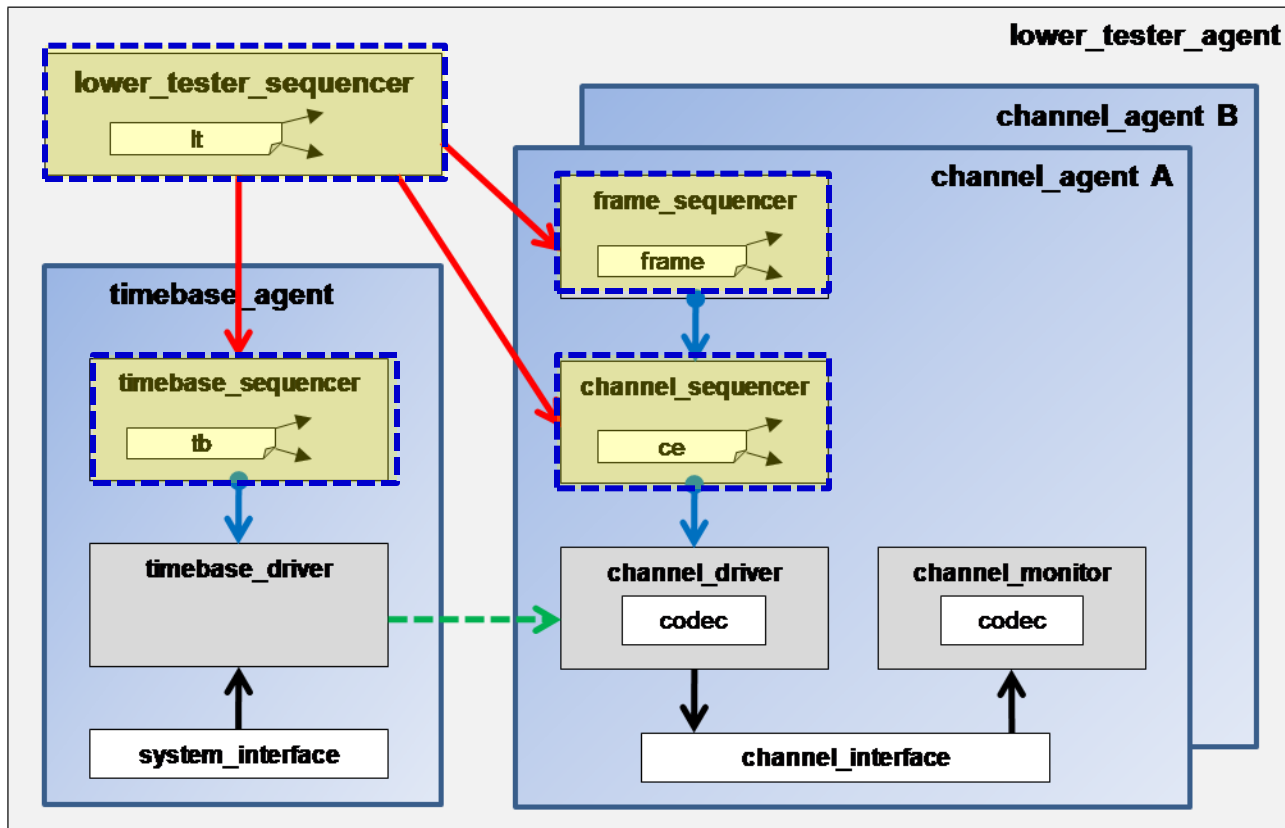 lower_tester_agent
lower_tester_sequencer
lt
channel_agent B
channel_agent A
frame_sequencer
frame
timebase_agent
timebase_sequencer
tb
channel_sequencer
ce
timebase_driver
channel_driver
codec
channel_monitor
codec
system_interface
channel_interface